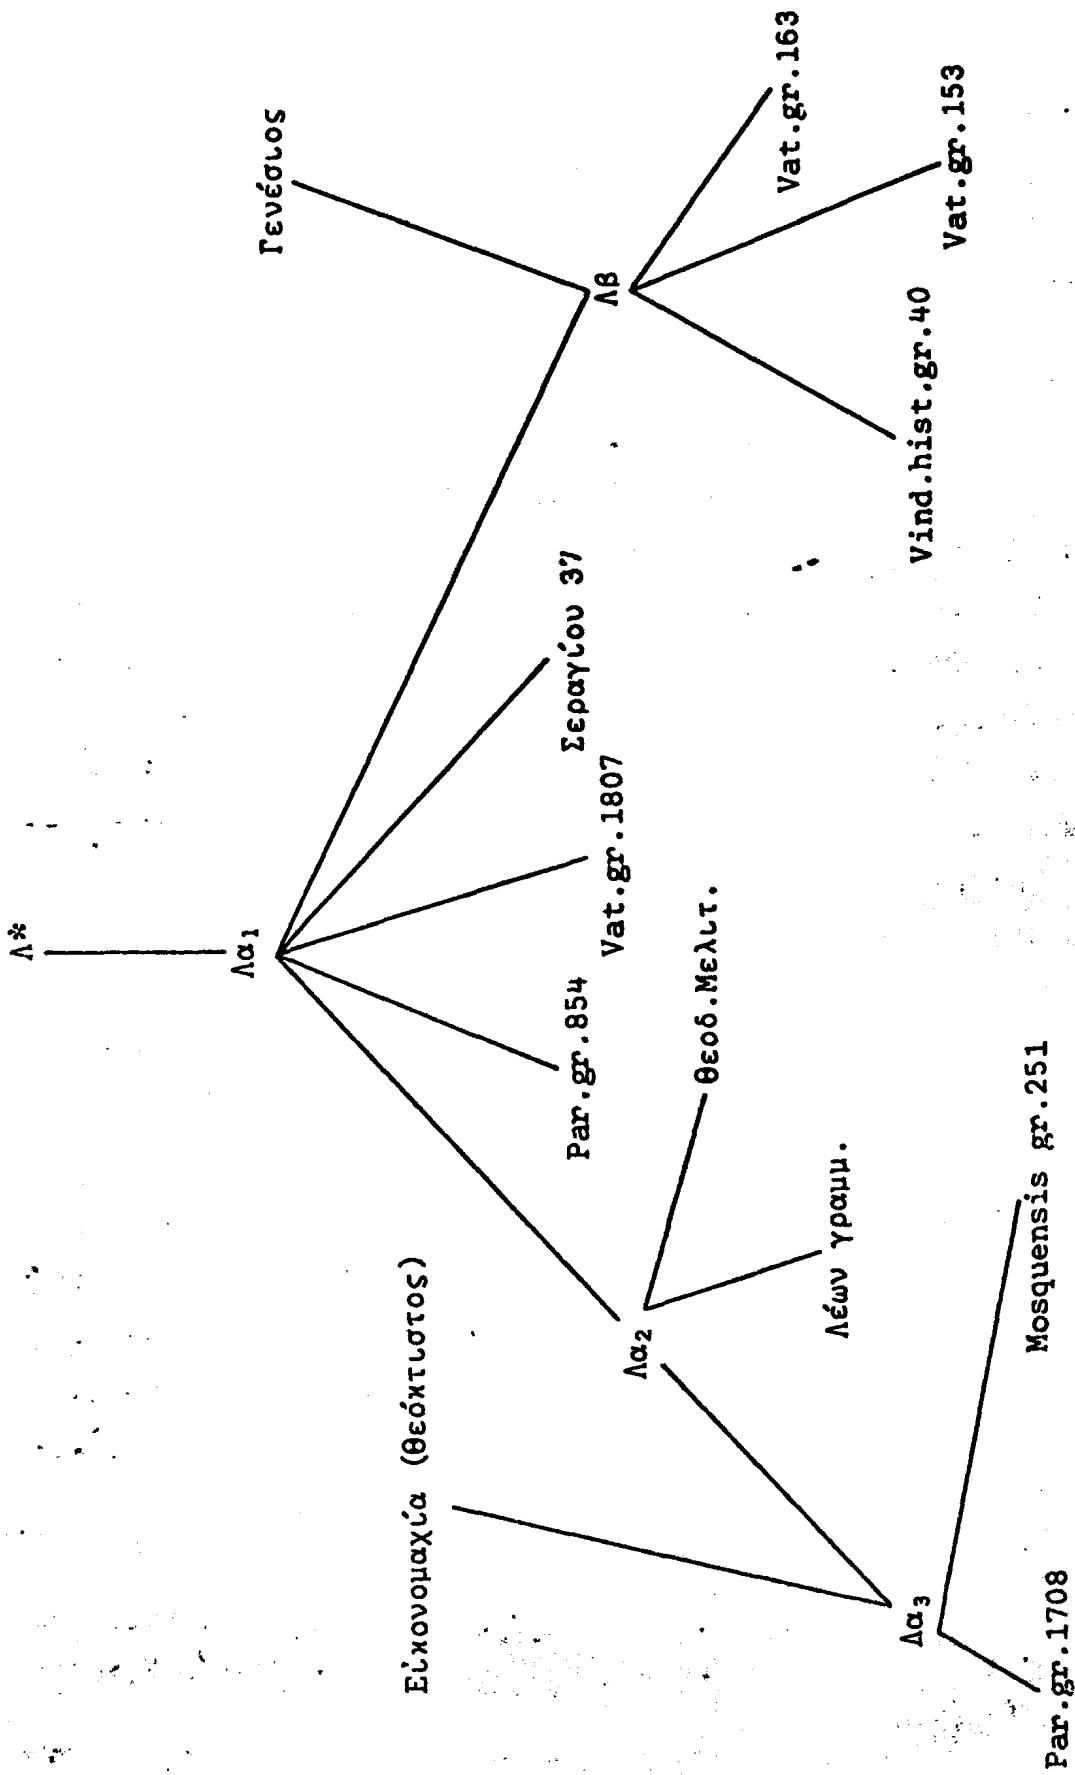 Λ*
Λα₁
Γενέσιος
Εἰκονομαχία (Θεόκτιστος)
Par.gr.854
Vat.gr.1807
Σεραγίου 37
Λβ
Λα₂
Θεοδ.Μελιτ.
Vat.gr.163
Λέων γραμμ.
Vind.hist.gr.40
Vat.gr.153
Λα₃
Par.gr.1708
Mosquensis gr.251